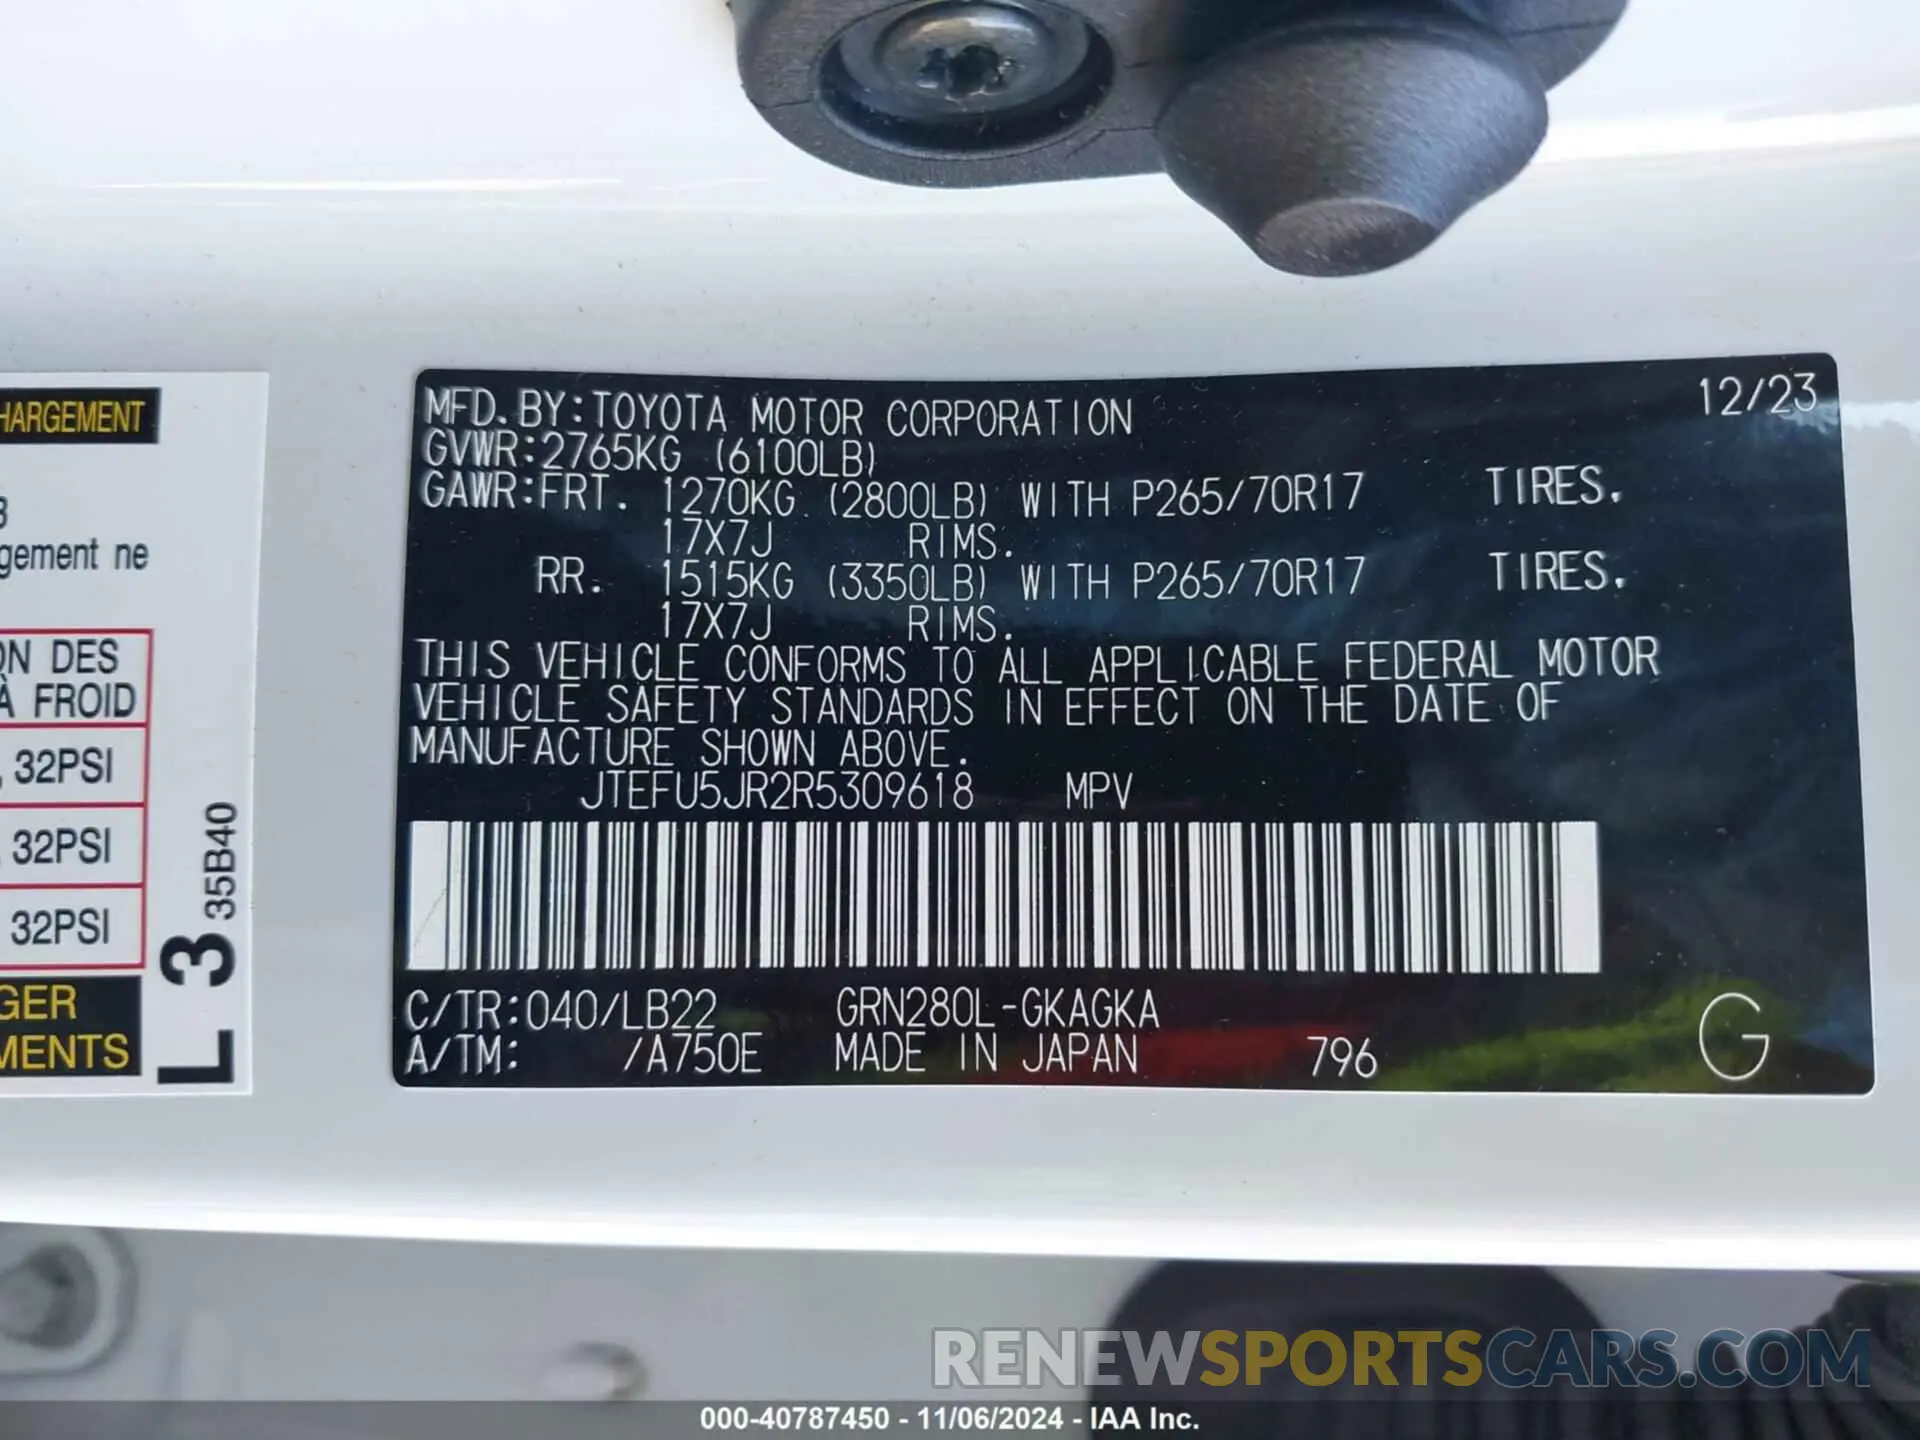 HARGEMENT
3
gement ne
ON DES
À FROID
, 32PSI
, 32PSI
32PSI
GER
MENTS
L 3 35B40
MFD.BY:TOYOTA MOTOR CORPORATION 12/23
GVWR:2765KG (6100LB)
GAWR:FRT. 1270KG (2800LB) WITH P265/70R17 TIRES.
17X7J RIMS.
RR. 1515KG (3350LB) WITH P265/70R17 TIRES.
17X7J RIMS.
THIS VEHICLE CONFORMS TO ALL APPLICABLE FEDERAL MOTOR
VEHICLE SAFETY STANDARDS IN EFFECT ON THE DATE OF
MANUFACTURE SHOWN ABOVE.
JTEFU5JR2R5309618 MPV
C/TR:040/LB22 GRN280L-GKAGKA
A/TM: /A750E MADE IN JAPAN 796 G
RENEWSPORTSCARS.COM
000-40787450 - 11/06/2024 - IAA Inc.